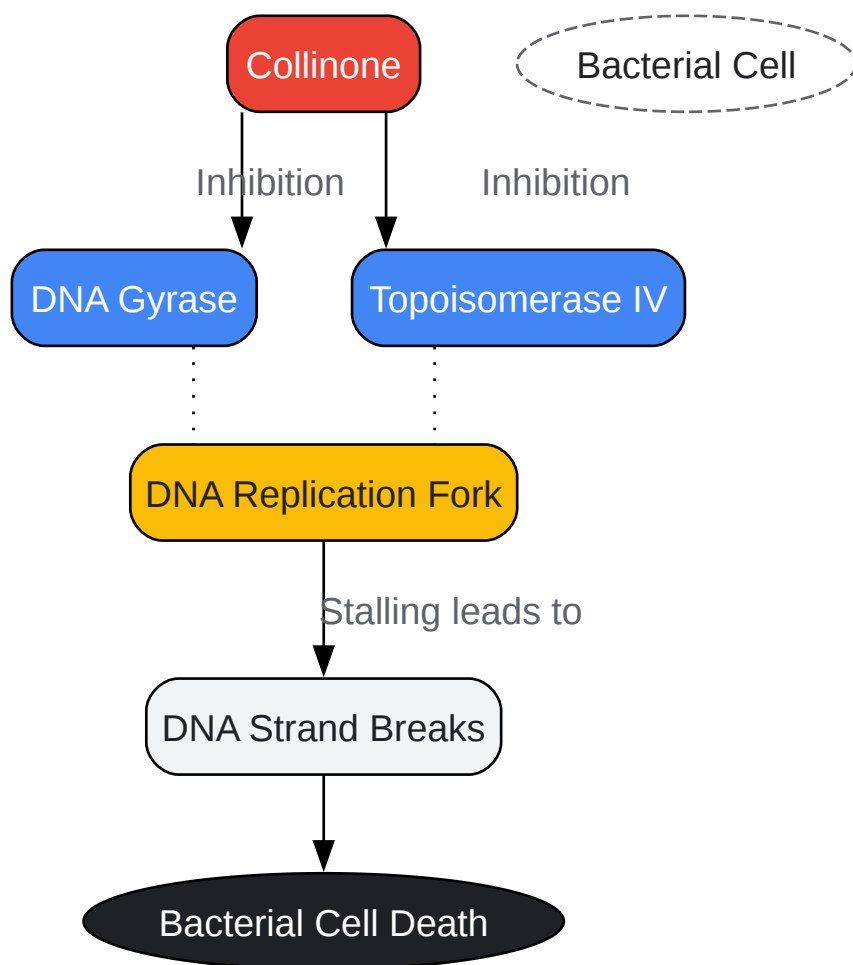 Collinone
Bacterial Cell
Inhibition
Inhibition
DNA Gyrase
Topoisomerase IV
DNA Replication Fork
Stalling leads to
DNA Strand Breaks
Bacterial Cell Death